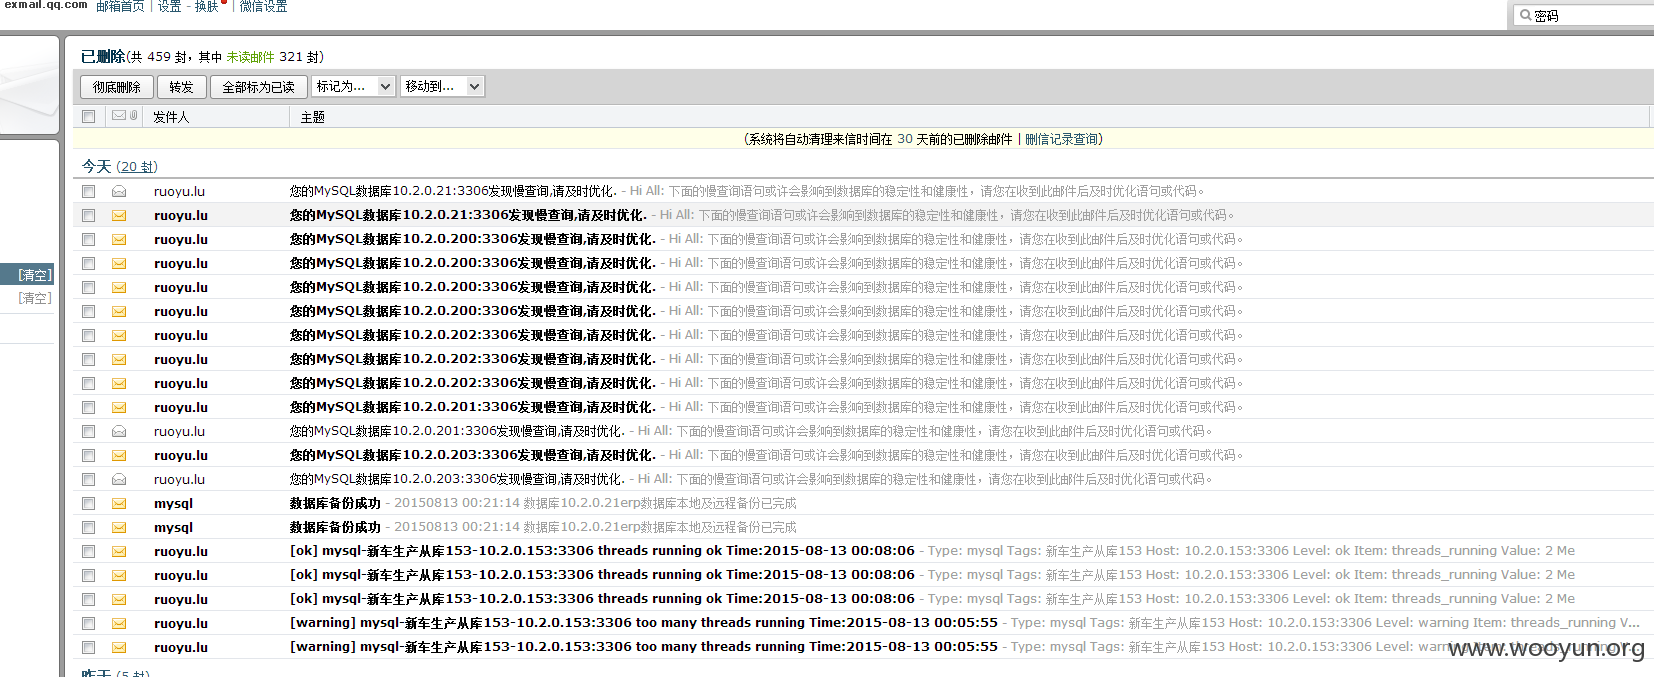 exmail.qq.com 邮箱首页 | 设置 - 换肤 | 微信设置
密码
已删除(共 459 封，其中 未读邮件 321 封)
彻底删除 转发 全部标为已读 标记为... 移动到...
发件人 主题
(系统将自动清理来信时间在 30 天前的已删除邮件 | 删信记录查询)
今天 (20 封)
ruoyu.lu 您的MySQL数据库10.2.0.21:3306发现慢查询,请及时优化. - Hi All: 下面的慢查询语句或许会影响到数据库的稳定性和健康性，请您在收到此邮件后及时优化语句或代码。
ruoyu.lu 您的MySQL数据库10.2.0.21:3306发现慢查询,请及时优化. - Hi All: 下面的慢查询语句或许会影响到数据库的稳定性和健康性，请您在收到此邮件后及时优化语句或代码。
ruoyu.lu 您的MySQL数据库10.2.0.200:3306发现慢查询,请及时优化. - Hi All: 下面的慢查询语句或许会影响到数据库的稳定性和健康性，请您在收到此邮件后及时优化语句或代码。
ruoyu.lu 您的MySQL数据库10.2.0.200:3306发现慢查询,请及时优化. - Hi All: 下面的慢查询语句或许会影响到数据库的稳定性和健康性，请您在收到此邮件后及时优化语句或代码。
[清空]
ruoyu.lu 您的MySQL数据库10.2.0.200:3306发现慢查询,请及时优化. - Hi All: 下面的慢查询语句或许会影响到数据库的稳定性和健康性，请您在收到此邮件后及时优化语句或代码。
[清空]
ruoyu.lu 您的MySQL数据库10.2.0.200:3306发现慢查询,请及时优化. - Hi All: 下面的慢查询语句或许会影响到数据库的稳定性和健康性，请您在收到此邮件后及时优化语句或代码。
ruoyu.lu 您的MySQL数据库10.2.0.202:3306发现慢查询,请及时优化. - Hi All: 下面的慢查询语句或许会影响到数据库的稳定性和健康性，请您在收到此邮件后及时优化语句或代码。
ruoyu.lu 您的MySQL数据库10.2.0.202:3306发现慢查询,请及时优化. - Hi All: 下面的慢查询语句或许会影响到数据库的稳定性和健康性，请您在收到此邮件后及时优化语句或代码。
ruoyu.lu 您的MySQL数据库10.2.0.202:3306发现慢查询,请及时优化. - Hi All: 下面的慢查询语句或许会影响到数据库的稳定性和健康性，请您在收到此邮件后及时优化语句或代码。
ruoyu.lu 您的MySQL数据库10.2.0.201:3306发现慢查询,请及时优化. - Hi All: 下面的慢查询语句或许会影响到数据库的稳定性和健康性，请您在收到此邮件后及时优化语句或代码。
ruoyu.lu 您的MySQL数据库10.2.0.201:3306发现慢查询,请及时优化. - Hi All: 下面的慢查询语句或许会影响到数据库的稳定性和健康性，请您在收到此邮件后及时优化语句或代码。
ruoyu.lu 您的MySQL数据库10.2.0.203:3306发现慢查询,请及时优化. - Hi All: 下面的慢查询语句或许会影响到数据库的稳定性和健康性，请您在收到此邮件后及时优化语句或代码。
ruoyu.lu 您的MySQL数据库10.2.0.203:3306发现慢查询,请及时优化. - Hi All: 下面的慢查询语句或许会影响到数据库的稳定性和健康性，请您在收到此邮件后及时优化语句或代码。
mysql 数据库备份成功 - 20150813 00:21:14 数据库10.2.0.21erp数据库本地及远程备份已完成
mysql 数据库备份成功 - 20150813 00:21:14 数据库10.2.0.21erp数据库本地及远程备份已完成
ruoyu.lu [ok] mysql-新车生产从库153-10.2.0.153:3306 threads running ok Time:2015-08-13 00:08:06 - Type: mysql Tags: 新车生产从库153 Host: 10.2.0.153:3306 Level: ok Item: threads_running Value: 2 Me
ruoyu.lu [ok] mysql-新车生产从库153-10.2.0.153:3306 threads running ok Time:2015-08-13 00:08:06 - Type: mysql Tags: 新车生产从库153 Host: 10.2.0.153:3306 Level: ok Item: threads_running Value: 2 Me
ruoyu.lu [ok] mysql-新车生产从库153-10.2.0.153:3306 threads running ok Time:2015-08-13 00:08:06 - Type: mysql Tags: 新车生产从库153 Host: 10.2.0.153:3306 Level: ok Item: threads_running Value: 2 Me
ruoyu.lu [warning] mysql-新车生产从库153-10.2.0.153:3306 too many threads running Time:2015-08-13 00:05:55 - Type: mysql Tags: 新车生产从库153 Host: 10.2.0.153:3306 Level: warning Item: threads_running V...
ruoyu.lu [warning] mysql-新车生产从库153-10.2.0.153:3306 too many threads running Time:2015-08-13 00:05:55 - Type: mysql Tags: 新车生产从库153 Host: 10.2.0.153:3306 Level: warning Item: threads_running V...
www.wooyun.org
昨天 (5 封)